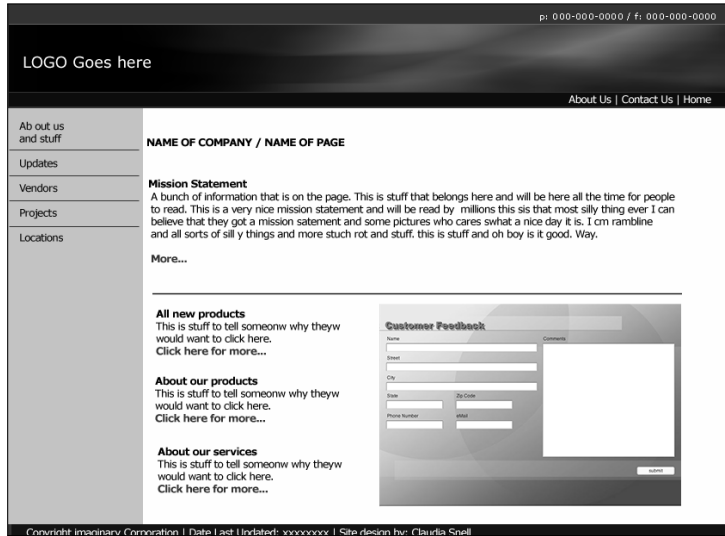 p: 000-000-0000 / f: 000-000-0000
LOGO Goes here
About Us | Contact Us | Home
Ab out us
and stuff
Updates
Vendors
Projects
Locations
NAME OF COMPANY / NAME OF PAGE
Mission Statement
A bunch of information that is on the page. This is stuff that belongs here and will be here all the time for people
to read. This is a very nice mission statement and will be read by millions this sis that most silly thing ever I can
believe that they got a mission satement and some pictures who cares swhat a nice day it is. I cm rambline
and all sorts of sill y things and more stuch rot and stuff. this is stuff and oh boy is it good. Way.
More...
All new products
This is stuff to tell someonw why theyw
would want to click here.
Click here for more...
About our products
This is stuff to tell someonw why theyw
would want to click here.
Click here for more...
About our services
This is stuff to tell someonw why theyw
would want to click here.
Click here for more...
Customer Feedback
Name
Comments
Street
City
State
Zip Code
Phone Number
eMail
submit
Copyright imaginary Corporation | Date Last Updated: xxxxxxxx | Site design by: Claudia Snell